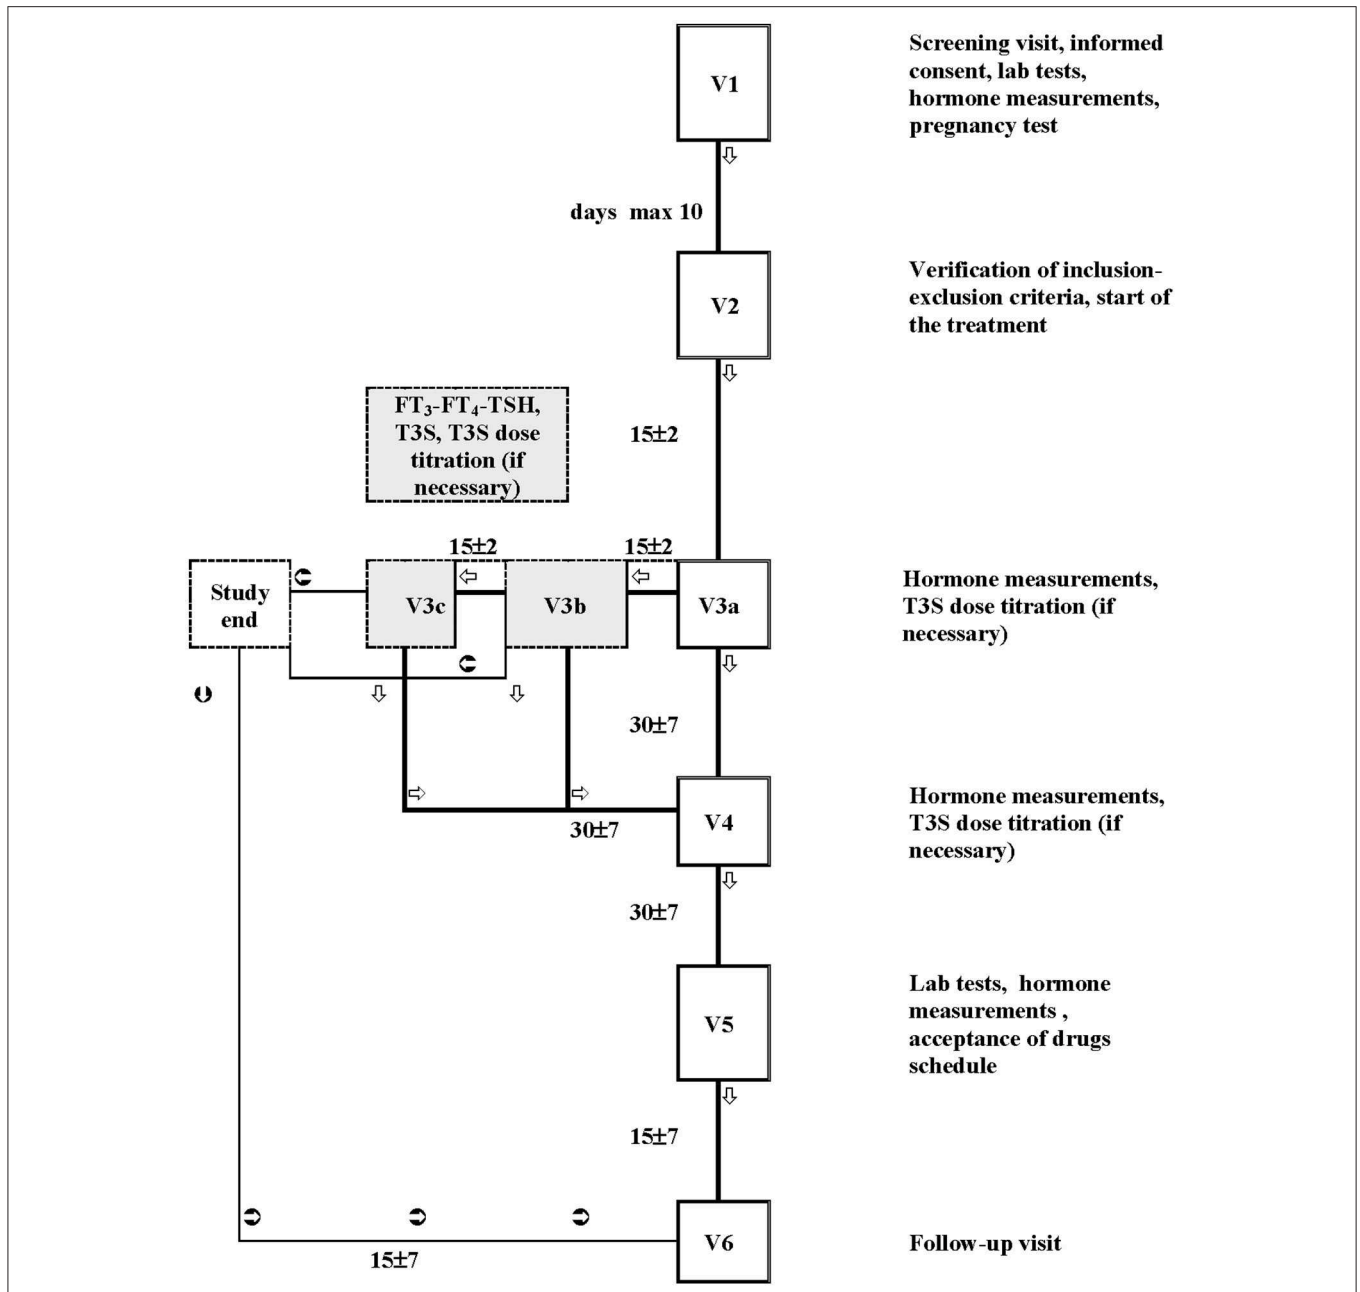 V1
Screening visit, informed
consent, lab tests,
hormone measurements,
pregnancy test
days max 10
V2
Verification of inclusion-
exclusion criteria, start of
the treatment
FT₃-FT₄-TSH,
T3S, T3S dose
titration (if
necessary)
15±2
15±2
15±2
Study
end
V3c
V3b
V3a
Hormone measurements,
T3S dose titration (if
necessary)
30±7
V4
30±7
Hormone measurements,
T3S dose titration (if
necessary)
30±7
V5
Lab tests, hormone
measurements ,
acceptance of drugs
schedule
15±7
V6
15±7
Follow-up visit